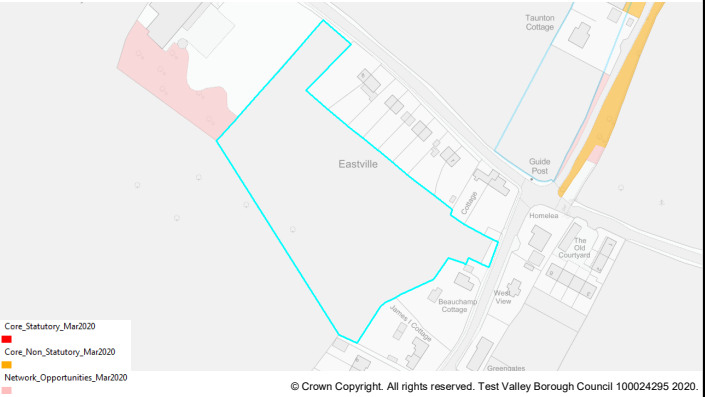 Taunton
Cottage
Eastville
Guide
Post
Cottage
Homelea
The
Old
Courtyard
West
View
Beauchamp
Cottage
James I Cottage
Greengates
Core_Statutory_Mar2020
Core_Non_Statutory_Mar2020
Network_Opportunities_Mar2020
© Crown Copyright. All rights reserved. Test Valley Borough Council 100024295 2020.